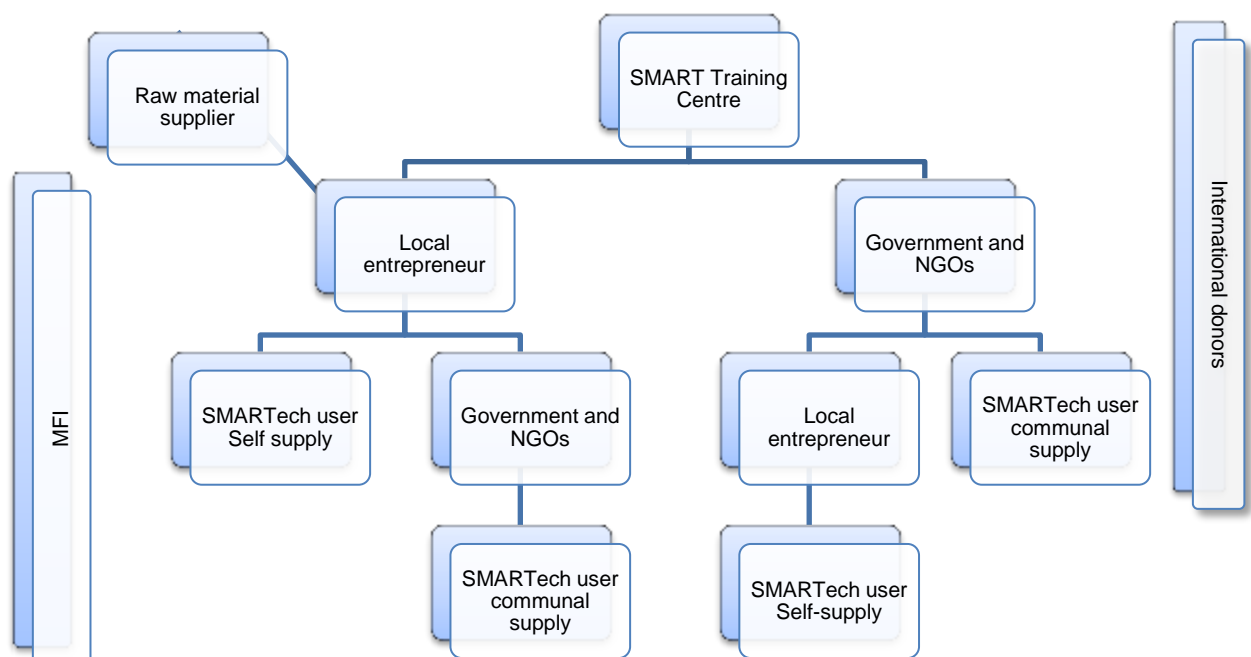 Raw material
supplier
SMART Training
Centre
Local
entrepreneur
Government and
NGOs
International donors
MFI
SMARTech user
Self supply
Government and
NGOs
Local
entrepreneur
SMARTech user
communal
supply
SMARTech user
communal
supply
SMARTech user
Self-supply